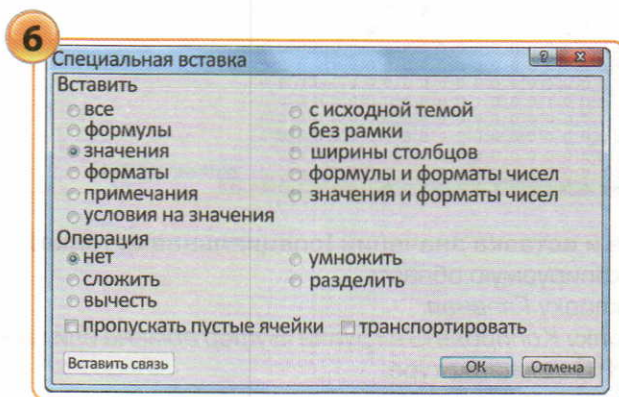 6
Специальная вставка
Вставить
все
с исходной темой
формулы
без рамки
значения
ширины столбцов
форматы
формулы и форматы чисел
примечания
значения и форматы чисел
условия на значения
Операция
нет
умножить
сложить
разделить
вычесть
пропускать пустые ячейки
транспортировать
Вставить связь
ОК
Отмена